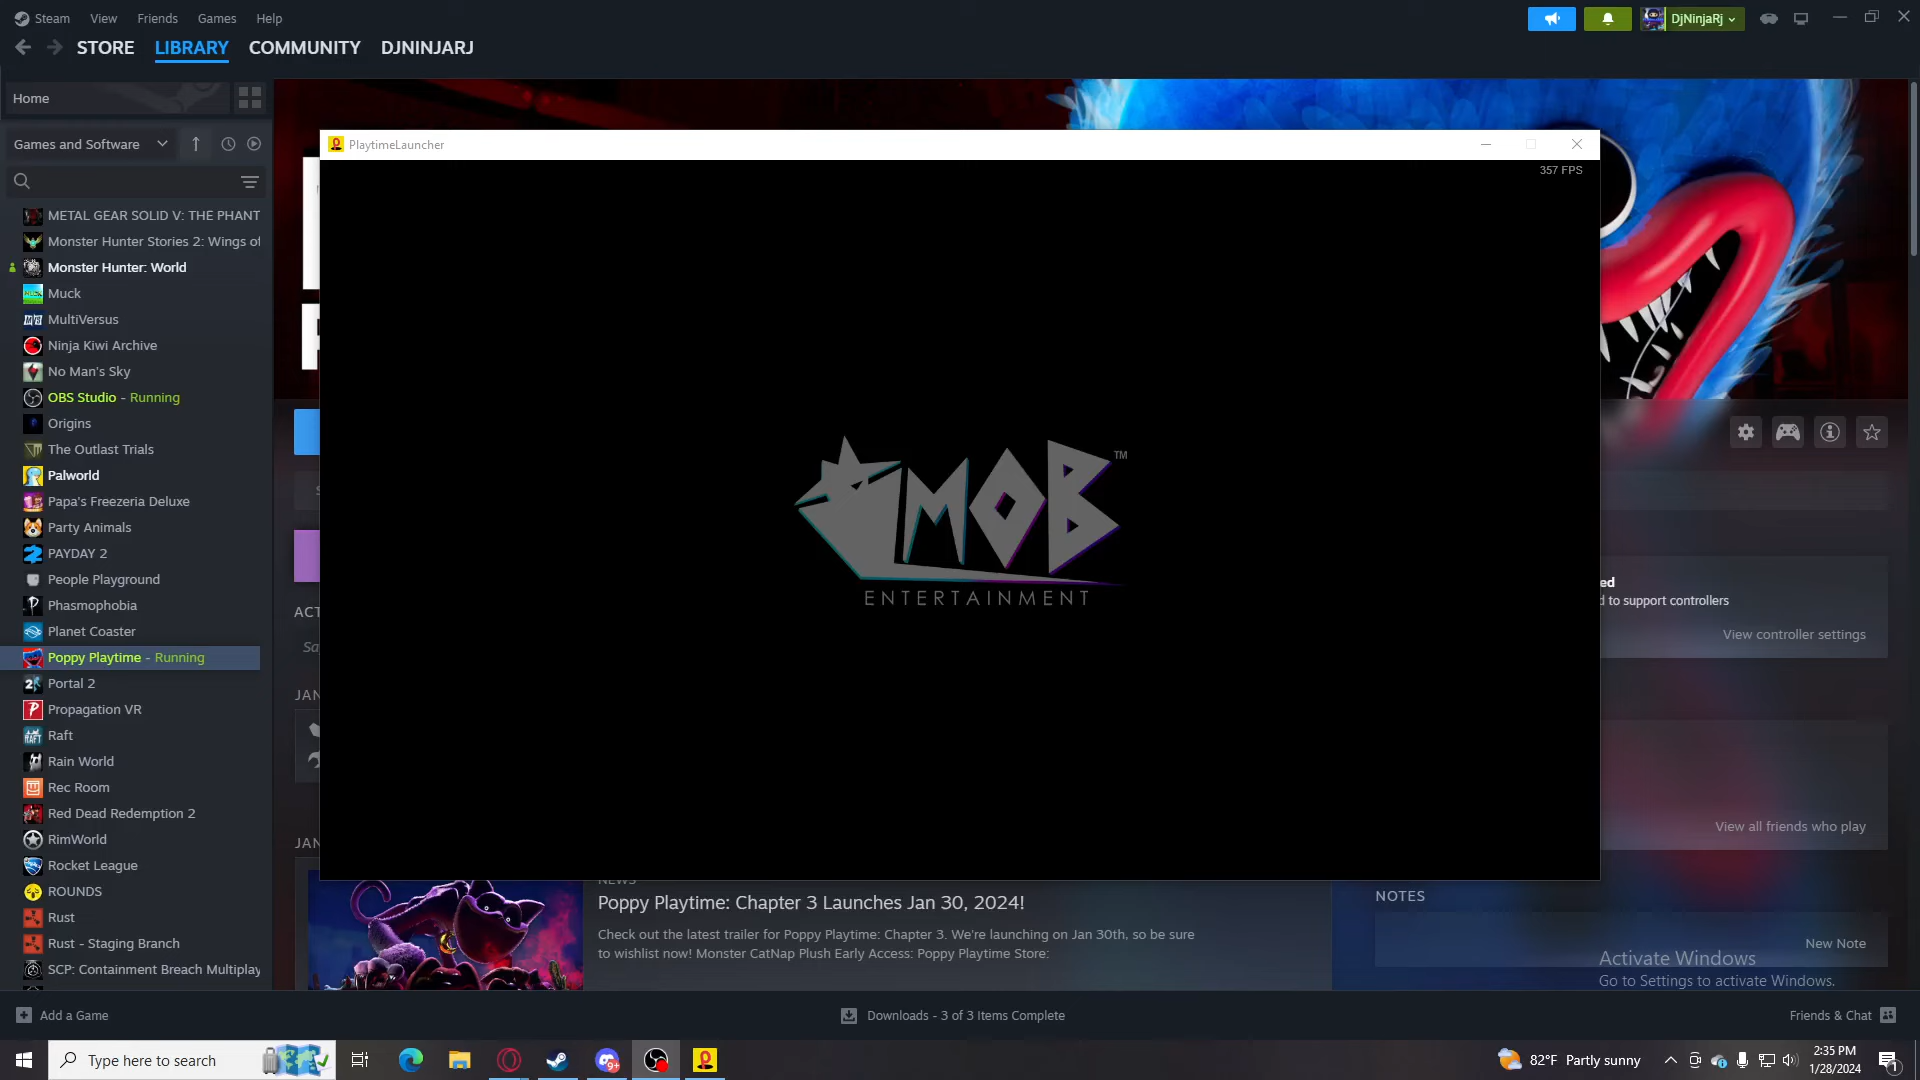 Steam View Friends Games Help
DjNinjaRj
STORE LIBRARY COMMUNITY DJNINJARJ
Home
Games and Software
METAL GEAR SOLID V: THE PHANT
Monster Hunter Stories 2: Wings of
Monster Hunter: World
Muck
MultiVersus
Ninja Kiwi Archive
No Man's Sky
OBS Studio - Running
Origins
The Outlast Trials
Palworld
Papa's Freezeria Deluxe
Party Animals
PAYDAY 2
People Playground
Phasmophobia
Planet Coaster
Poppy Playtime - Running
Portal 2
Propagation VR
Raft
Rain World
Rec Room
Red Dead Redemption 2
RimWorld
Rocket League
ROUNDS
Rust
Rust - Staging Branch
SCP: Containment Breach Multiplay
PlaytimeLauncher
357 FPS
MOB TM
ENTERTAINMENT
ed
d to support controllers
View controller settings
ACT
Sa
JAN
View all friends who play
JAN
NEWS
Poppy Playtime: Chapter 3 Launches Jan 30, 2024!
Check out the latest trailer for Poppy Playtime: Chapter 3. We're launching on Jan 30th, so be sure
to wishlist now! Monster CatNap Plush Early Access: Poppy Playtime Store:
NOTES
New Note
Activate Windows
Go to Settings to activate Windows.
Add a Game
Downloads - 3 of 3 Items Complete
Friends & Chat
Type here to search
9+
82°F Partly sunny
2:35 PM
1/28/2024
1